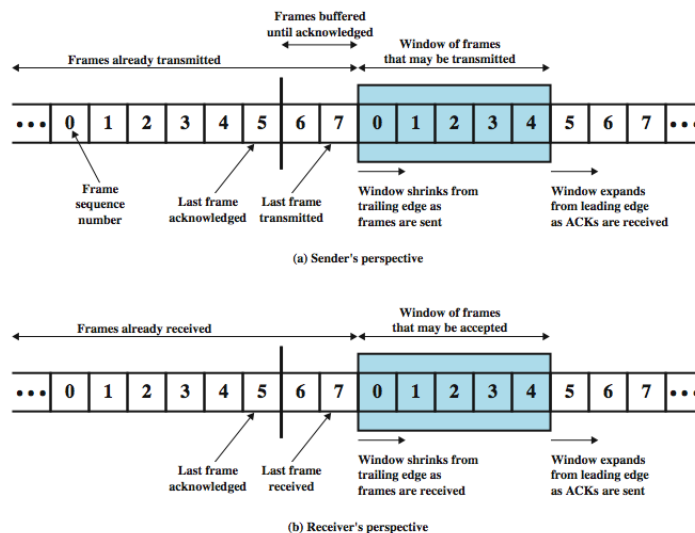 Frames buffered
until acknowledged
Frames already transmitted
Window of frames
that may be transmitted
••• 0 1 2 3 4 5 6 7 0 1 2 3 4 5 6 7 •••
Frame
sequence
number
Last frame
acknowledged
Last frame
transmitted
Window shrinks from
trailing edge as
frames are sent
Window expands
from leading edge
as ACKs are received
(a) Sender's perspective
Frames already received
Window of frames
that may be accepted
••• 0 1 2 3 4 5 6 7 0 1 2 3 4 5 6 7 •••
Last frame
acknowledged
Last frame
received
Window shrinks from
trailing edge as
frames are received
Window expands
from leading edge
as ACKs are sent
(b) Receiver's perspective